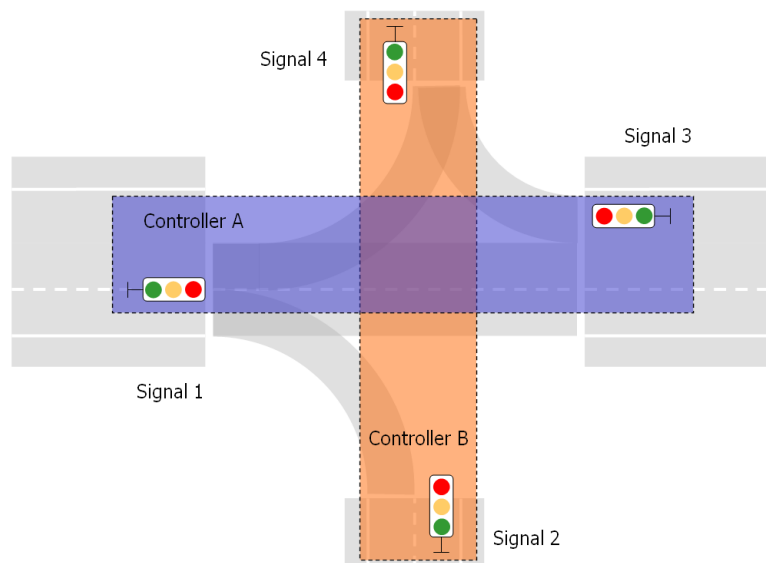 Signal 4
Signal 3
Controller A
Signal 1
Controller B
Signal 2